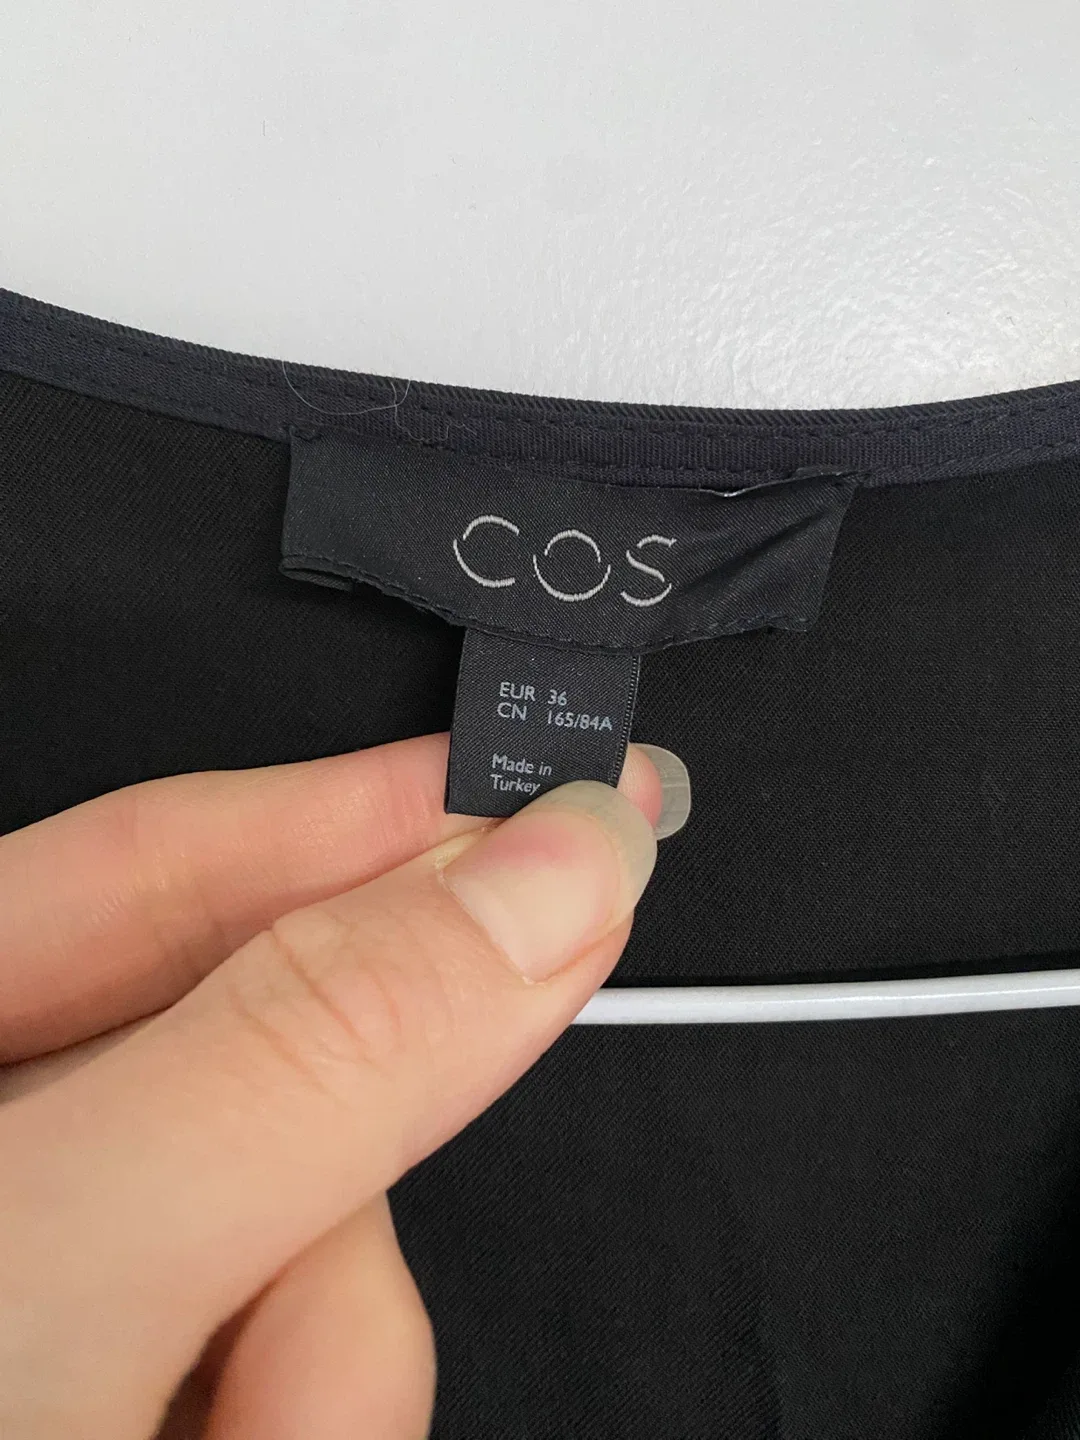 COS
EUR 36
CN 165/84A
Made in
Turkey